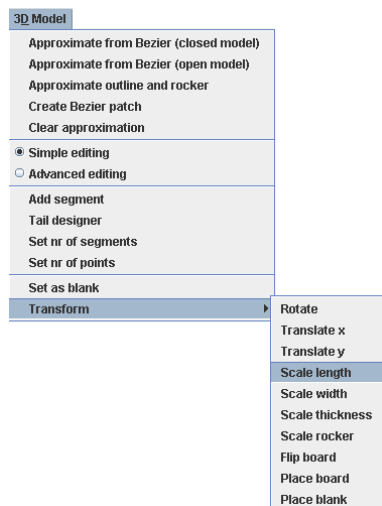 3D Model
Approximate from Bezier (closed model)
Approximate from Bezier (open model)
Approximate outline and rocker
Create Bezier patch
Clear approximation
Simple editing
Advanced editing
Add segment
Tail designer
Set nr of segments
Set nr of points
Set as blank
Transform
Rotate
Translate x
Translate y
Scale length
Scale width
Scale thickness
Scale rocker
Flip board
Place board
Place blank